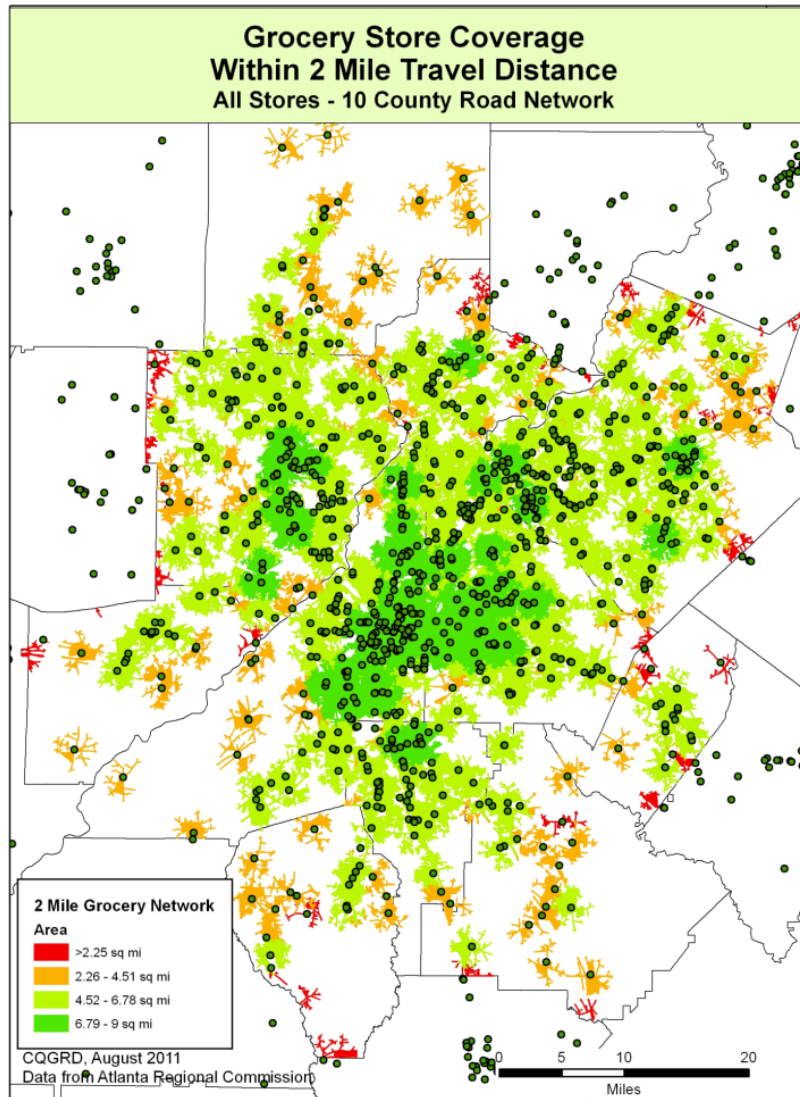 Grocery Store Coverage
Within 2 Mile Travel Distance
All Stores - 10 County Road Network
2 Mile Grocery Network
Area
>2.25 sq mi
2.26 - 4.51 sq mi
4.52 - 6.78 sq mi
6.79 - 9 sq mi
CQGRD, August 2011
Data from Atlanta Regional Commission
0 5 10 20
Miles